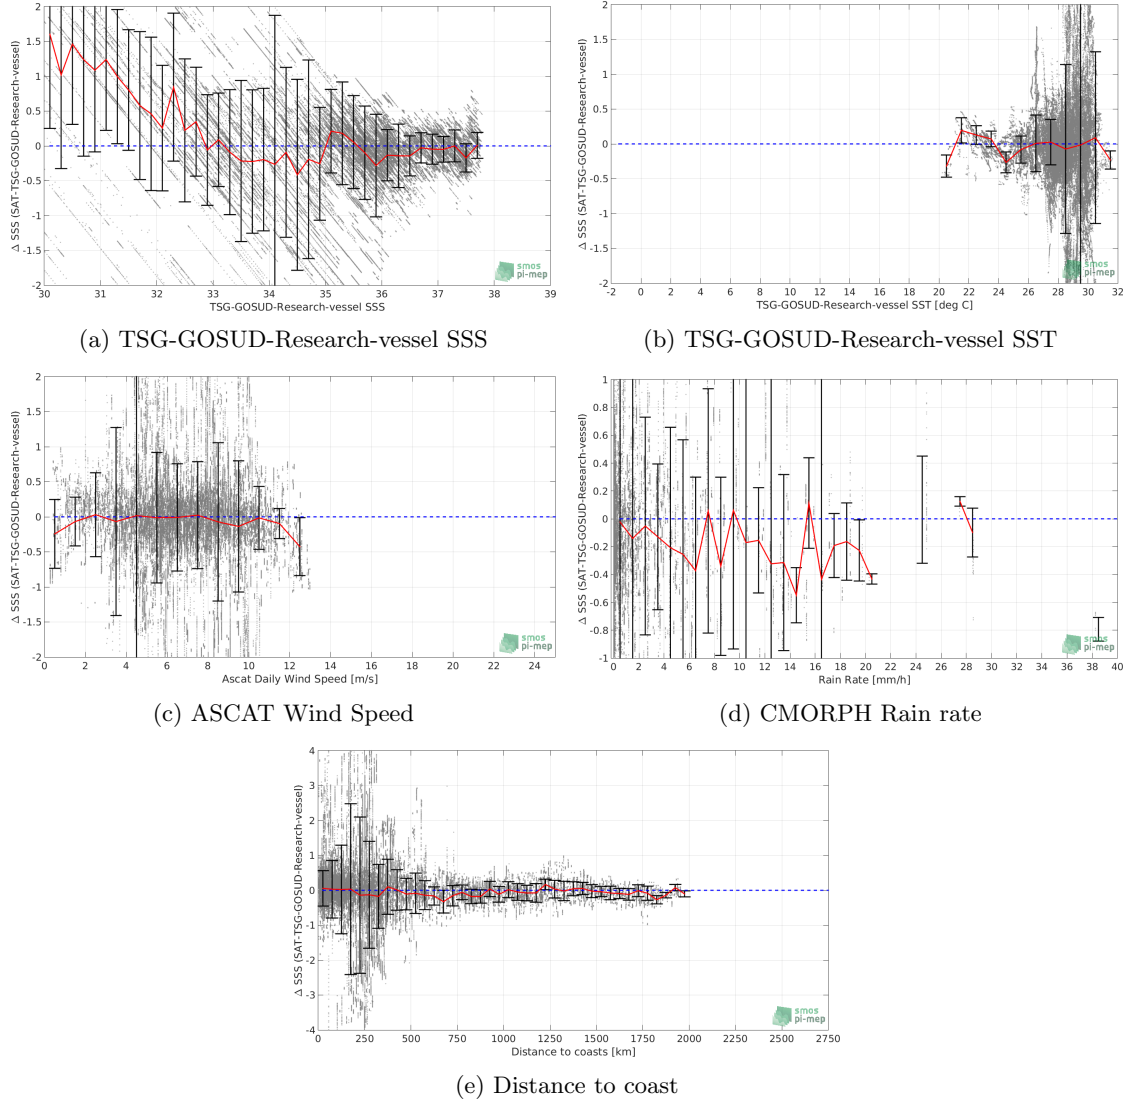 2
1.5
1
0.5
0
-0.5
-1
-1.5
-2
Δ SSS (SAT-TSG-GOSUD-Research-vessel)
30 31 32 33 34 35 36 37 38 39
TSG-GOSUD-Research-vessel SSS
smos
pi-mep
(a) TSG-GOSUD-Research-vessel SSS
2
1.5
1
0.5
0
-0.5
-1
-1.5
-2
Δ SSS (SAT-TSG-GOSUD-Research-vessel)
-2 0 2 4 6 8 10 12 14 16 18 20 22 24 26 28 30 32
TSG-GOSUD-Research-vessel SST [deg C]
smos
pi-mep
(b) TSG-GOSUD-Research-vessel SST
2
1.5
1
0.5
0
-0.5
-1
-1.5
-2
Δ SSS (SAT-TSG-GOSUD-Research-vessel)
0 2 4 6 8 10 12 14 16 18 20 22 24
Ascat Daily Wind Speed [m/s]
smos
pi-mep
(c) ASCAT Wind Speed
1
0.8
0.6
0.4
0.2
0
-0.2
-0.4
-0.6
-0.8
-1
Δ SSS (SAT-TSG-GOSUD-Research-vessel)
0 2 4 6 8 10 12 14 16 18 20 22 24 26 28 30 32 34 36 38 40
Rain Rate [mm/h]
smos
pi-mep
(d) CMORPH Rain rate
4
3
2
1
0
-1
-2
-3
-4
Δ SSS (SAT-TSG-GOSUD-Research-vessel)
0 250 500 750 1000 1250 1500 1750 2000 2250 2500 2750
Distance to coasts [km]
smos
pi-mep
(e) Distance to coast